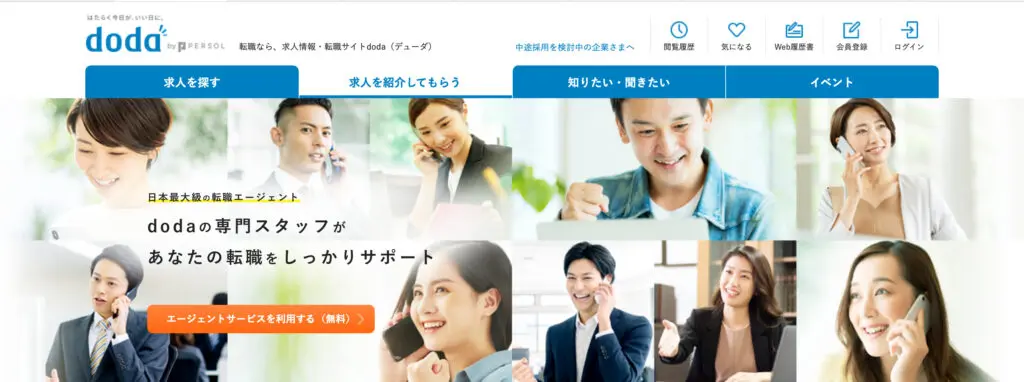 はたらく今日が、いい日に。
doda by PERSOL
転職なら、求人情報・転職サイトdoda（デューダ）
中途採用を検討中の企業さまへ
閲覧履歴
気になる
Web履歴書
会員登録
ログイン
求人を探す
求人を紹介してもらう
知りたい・聞きたい
イベント
日本最大級の転職エージェント
dodaの専門スタッフが
あなたの転職をしっかりサポート
エージェントサービスを利用する（無料）